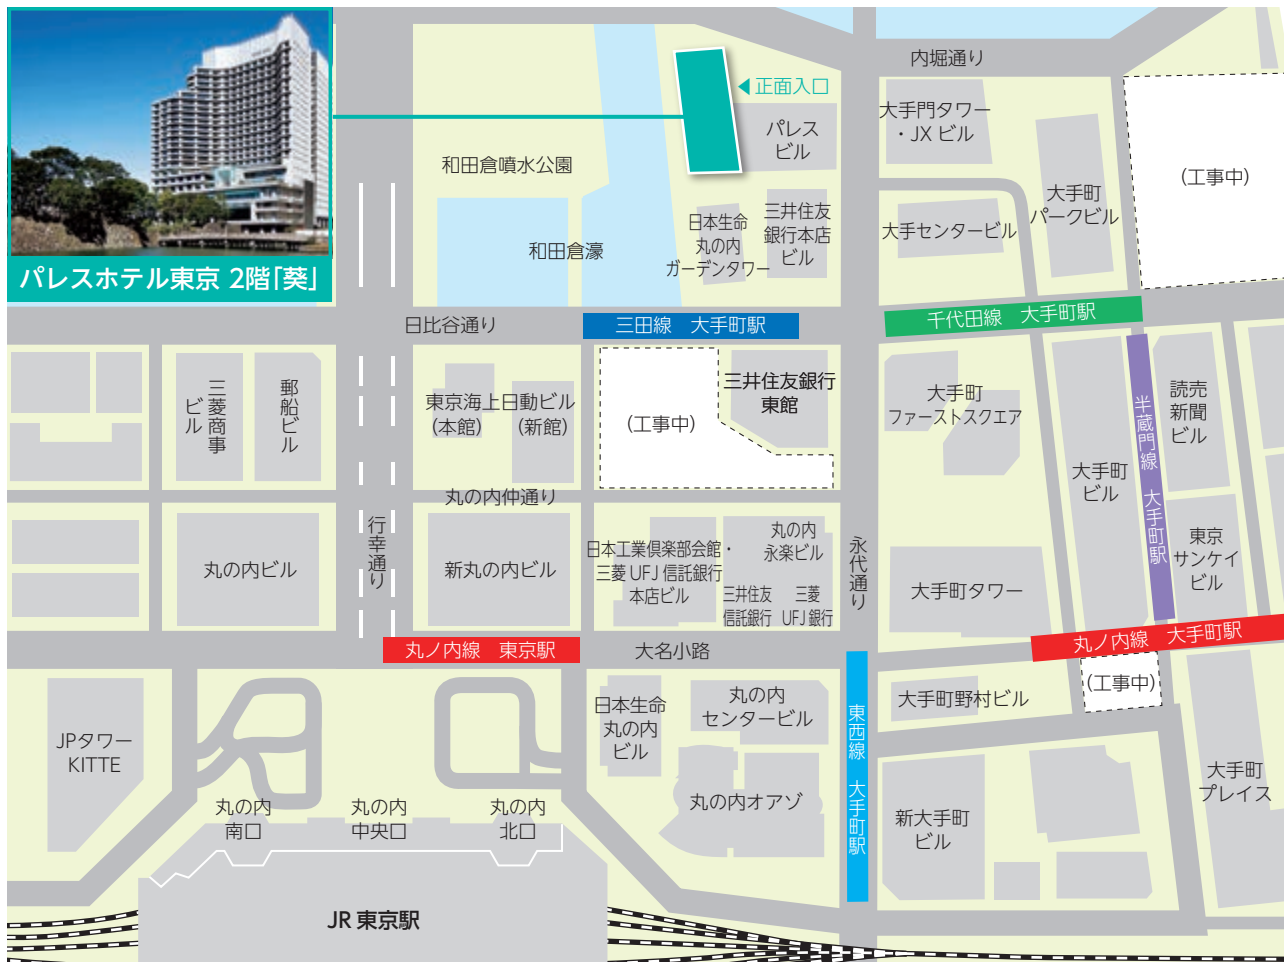 パレスホテル東京 2階「葵」
内堀通り
正面入口
パレス
ビル
大手門タワー
・JX ビル
(工事中)
和田倉噴水公園
大手町
パークビル
日本生命
丸の内
ガーデンタワー
三井住友
銀行本店
ビル
大手センタービル
和田倉濠
日比谷通り
三田線 大手町駅
千代田線 大手町駅
三菱商事
ビル
郵船ビル
東京海上日動ビル
(本館)
(新館)
(工事中)
三井住友銀行
東館
大手町
ファーストスクエア
大手町
ビル
半蔵門線 大手町駅
読売
新聞
ビル
丸の内仲通り
丸の内ビル
行幸通り
新丸の内ビル
日本工業倶楽部会館・
三菱 UFJ 信託銀行
本店ビル
丸の内
永楽ビル
三井住友
信託銀行
三菱
UFJ 銀行
永代通り
大手町タワー
東京
サンケイ
ビル
丸ノ内線 東京駅
大名小路
丸ノ内線 大手町駅
(工事中)
JPタワー
KITTE
日本生命
丸の内
ビル
丸の内
センタービル
東西線 大手町駅
大手町野村ビル
丸の内オアゾ
新大手町
ビル
大手町
プレイス
丸の内
南口
丸の内
中央口
丸の内
北口
JR 東京駅